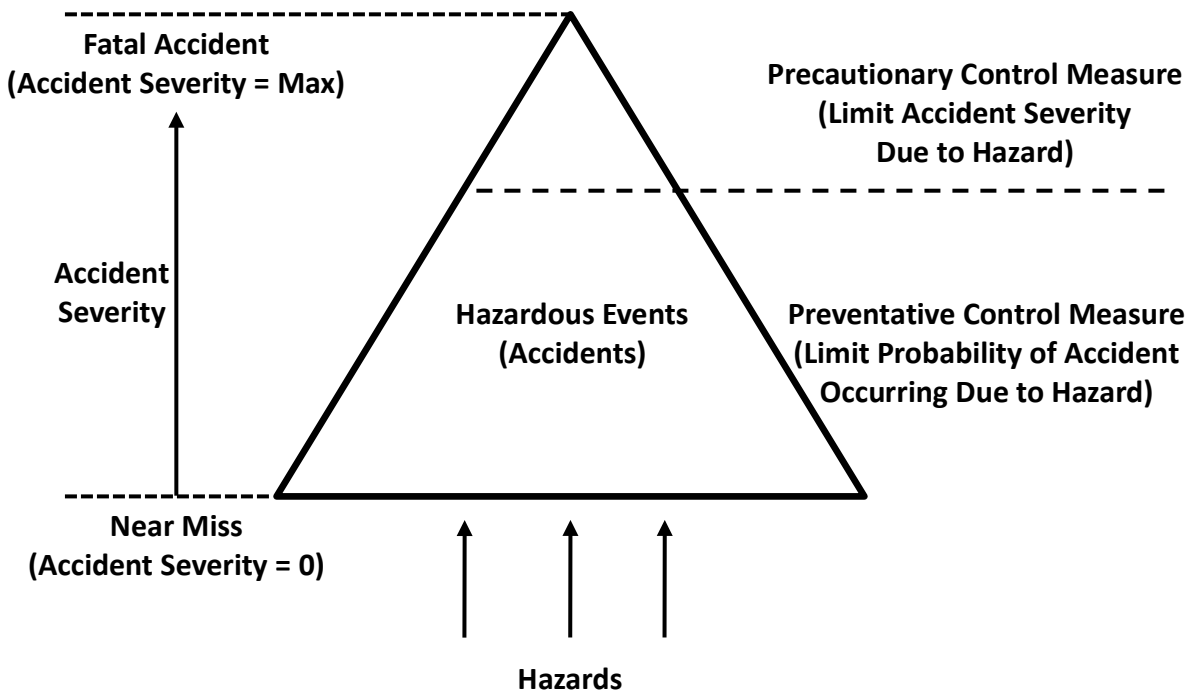 Fatal Accident
(Accident Severity = Max)
Precautionary Control Measure
(Limit Accident Severity
Due to Hazard)
Accident
Severity
Hazardous Events
(Accidents)
Preventative Control Measure
(Limit Probability of Accident
Occurring Due to Hazard)
Near Miss
(Accident Severity = 0)
Hazards